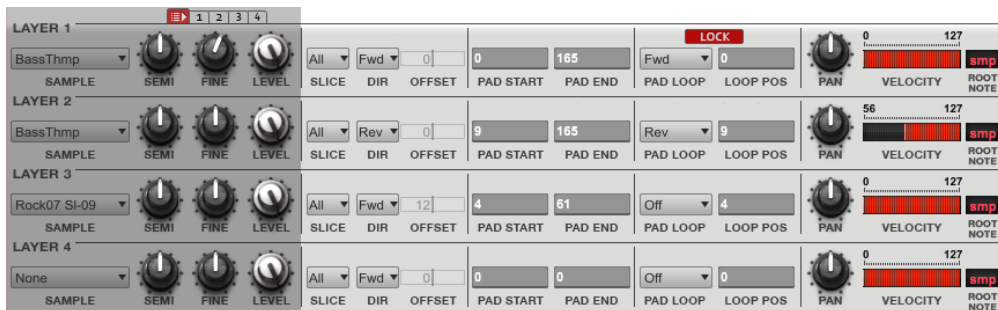 1 2 3 4
LAYER 1
LOCK
0 127
BassThmp All Fwd 0 0 165 Fwd 0 smp
SAMPLE SEMI FINE LEVEL SLICE DIR OFFSET PAD START PAD END PAD LOOP LOOP POS PAN VELOCITY ROOT NOTE
LAYER 2
56 127
BassThmp All Rev 0 9 165 Rev 9 smp
SAMPLE SEMI FINE LEVEL SLICE DIR OFFSET PAD START PAD END PAD LOOP LOOP POS PAN VELOCITY ROOT NOTE
LAYER 3
0 127
Rock07 Sl-09 All Fwd 12 4 61 Off 4 smp
SAMPLE SEMI FINE LEVEL SLICE DIR OFFSET PAD START PAD END PAD LOOP LOOP POS PAN VELOCITY ROOT NOTE
LAYER 4
0 127
None All Fwd 0 0 0 Off 0 smp
SAMPLE SEMI FINE LEVEL SLICE DIR OFFSET PAD START PAD END PAD LOOP LOOP POS PAN VELOCITY ROOT NOTE